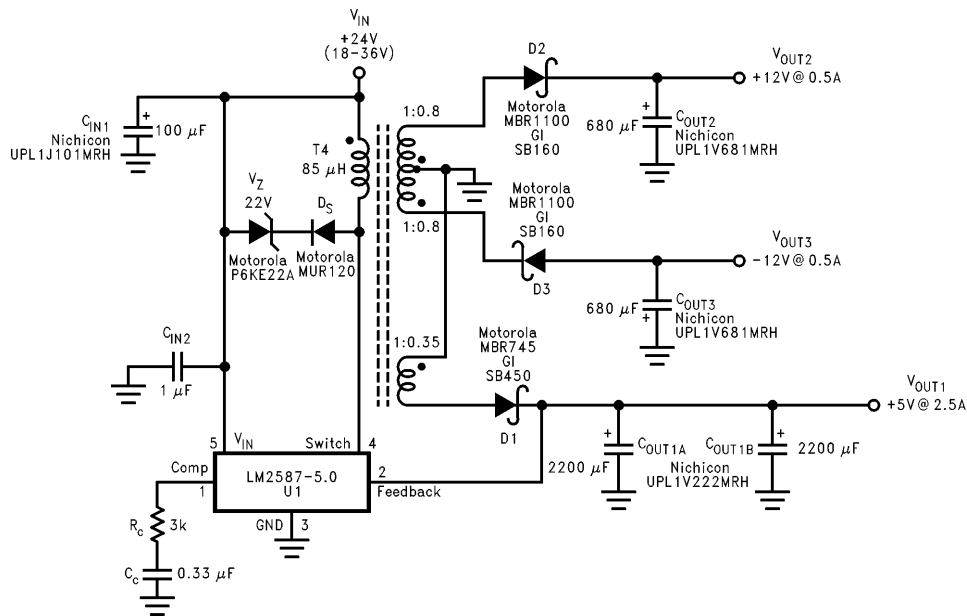 V_IN
+24V
(18-36V)
C_IN1
Nichicon
UPL1J101MRH
+
100 μF
T4
85 μH
V_Z
22V
D_S
Motorola
P6KE22A
Motorola
MUR120
1:0.8
1:0.8
D2
Motorola
MBR1100
GI
SB160
680 μF
+
C_OUT2
Nichicon
UPL1V681MRH
V_OUT2
+12V @ 0.5A
Motorola
MBR1100
GI
SB160
D3
680 μF
+
C_OUT3
Nichicon
UPL1V681MRH
V_OUT3
-12V @ 0.5A
C_IN2
1 μF
1:0.35
Motorola
MBR745
GI
SB450
D1
V_OUT1
+5V @ 2.5A
+
2200 μF
C_OUT1A
C_OUT1B
+
2200 μF
Nichicon
UPL1V222MRH
5
V_IN
Switch
4
Comp
1
LM2587-5.0
U1
2
Feedback
GND
3
R_c
3k
C_c
0.33 μF